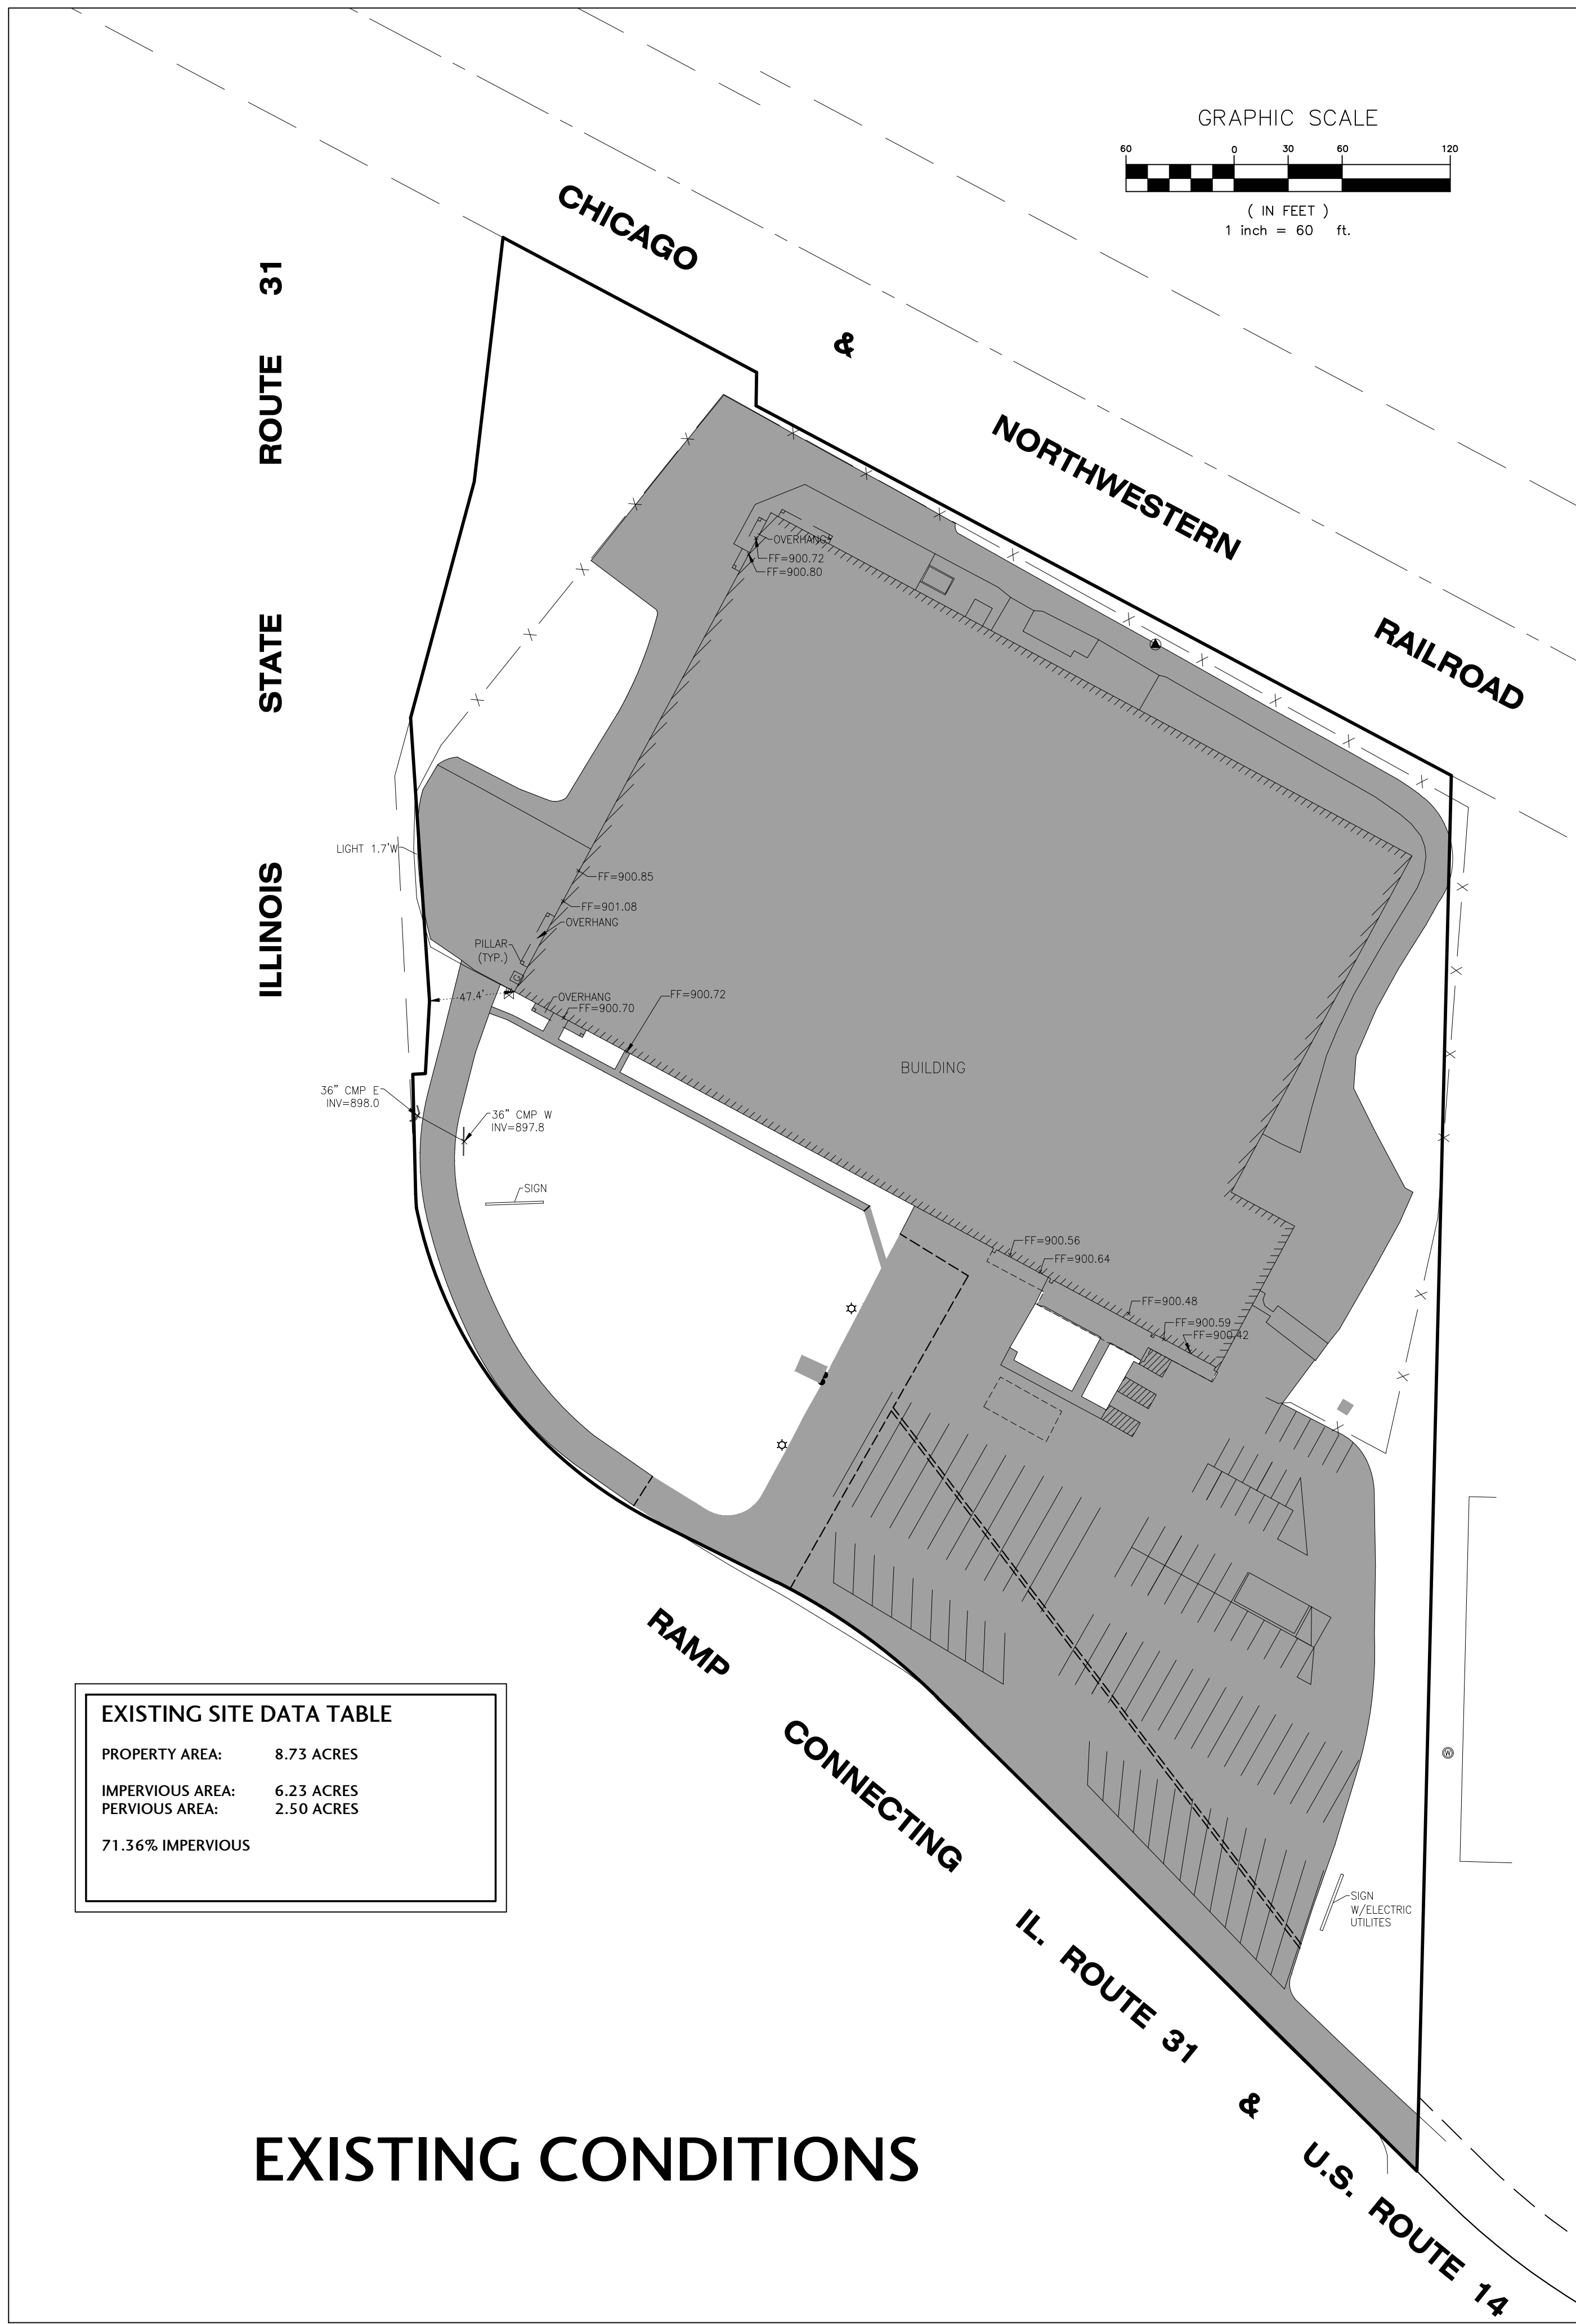 GRAPHIC SCALE
60 0 30 60 120
( IN FEET )
1 inch = 60 ft.
CHICAGO & NORTHWESTERN RAILROAD
ILLINOIS STATE ROUTE 31
OVERHANG
FF=900.72
FF=900.80
LIGHT 1.7'W
FF=900.85
FF=901.08
OVERHANG
PILLAR
(TYP.)
47.4'
OVERHANG
FF=900.70
FF=900.72
BUILDING
36" CMP E
INV=898.0
36" CMP W
INV=897.8
SIGN
FF=900.56
FF=900.64
FF=900.48
FF=900.59
FF=900.42
RAMP CONNECTING IL. ROUTE 31 & U.S. ROUTE 14
W
SIGN
W/ELECTRIC
UTILITES
EXISTING SITE DATA TABLE
PROPERTY AREA: 8.73 ACRES
IMPERVIOUS AREA: 6.23 ACRES
PERVIOUS AREA: 2.50 ACRES
71.36% IMPERVIOUS
EXISTING CONDITIONS